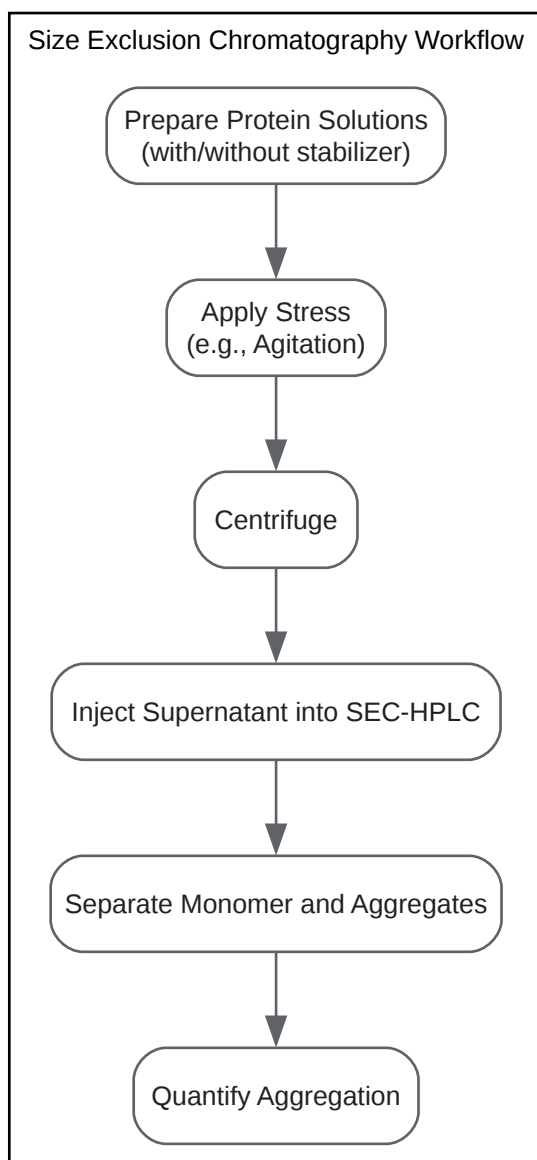 Size Exclusion Chromatography Workflow
Prepare Protein Solutions
(with/without stabilizer)
Apply Stress
(e.g., Agitation)
Centrifuge
Inject Supernatant into SEC-HPLC
Separate Monomer and Aggregates
Quantify Aggregation